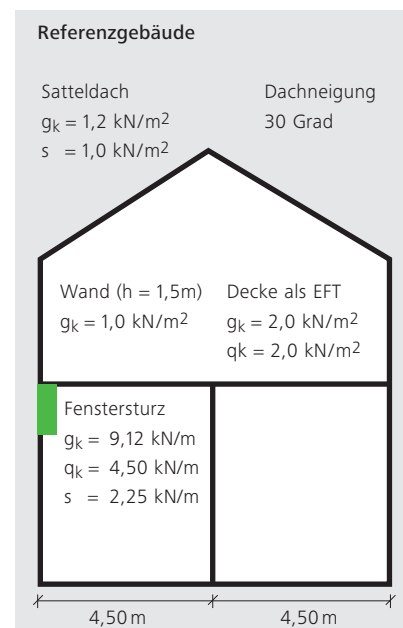 Referenzgebäude
Satteldach
gk = 1,2 kN/m2
s = 1,0 kN/m2
Dachneigung
30 Grad
Wand (h = 1,5m)
gk = 1,0 kN/m2
Decke als EFT
gk = 2,0 kN/m2
qk = 2,0 kN/m2
Fenstersturz
gk = 9,12 kN/m
qk = 4,50 kN/m
s = 2,25 kN/m
4,50 m
4,50 m